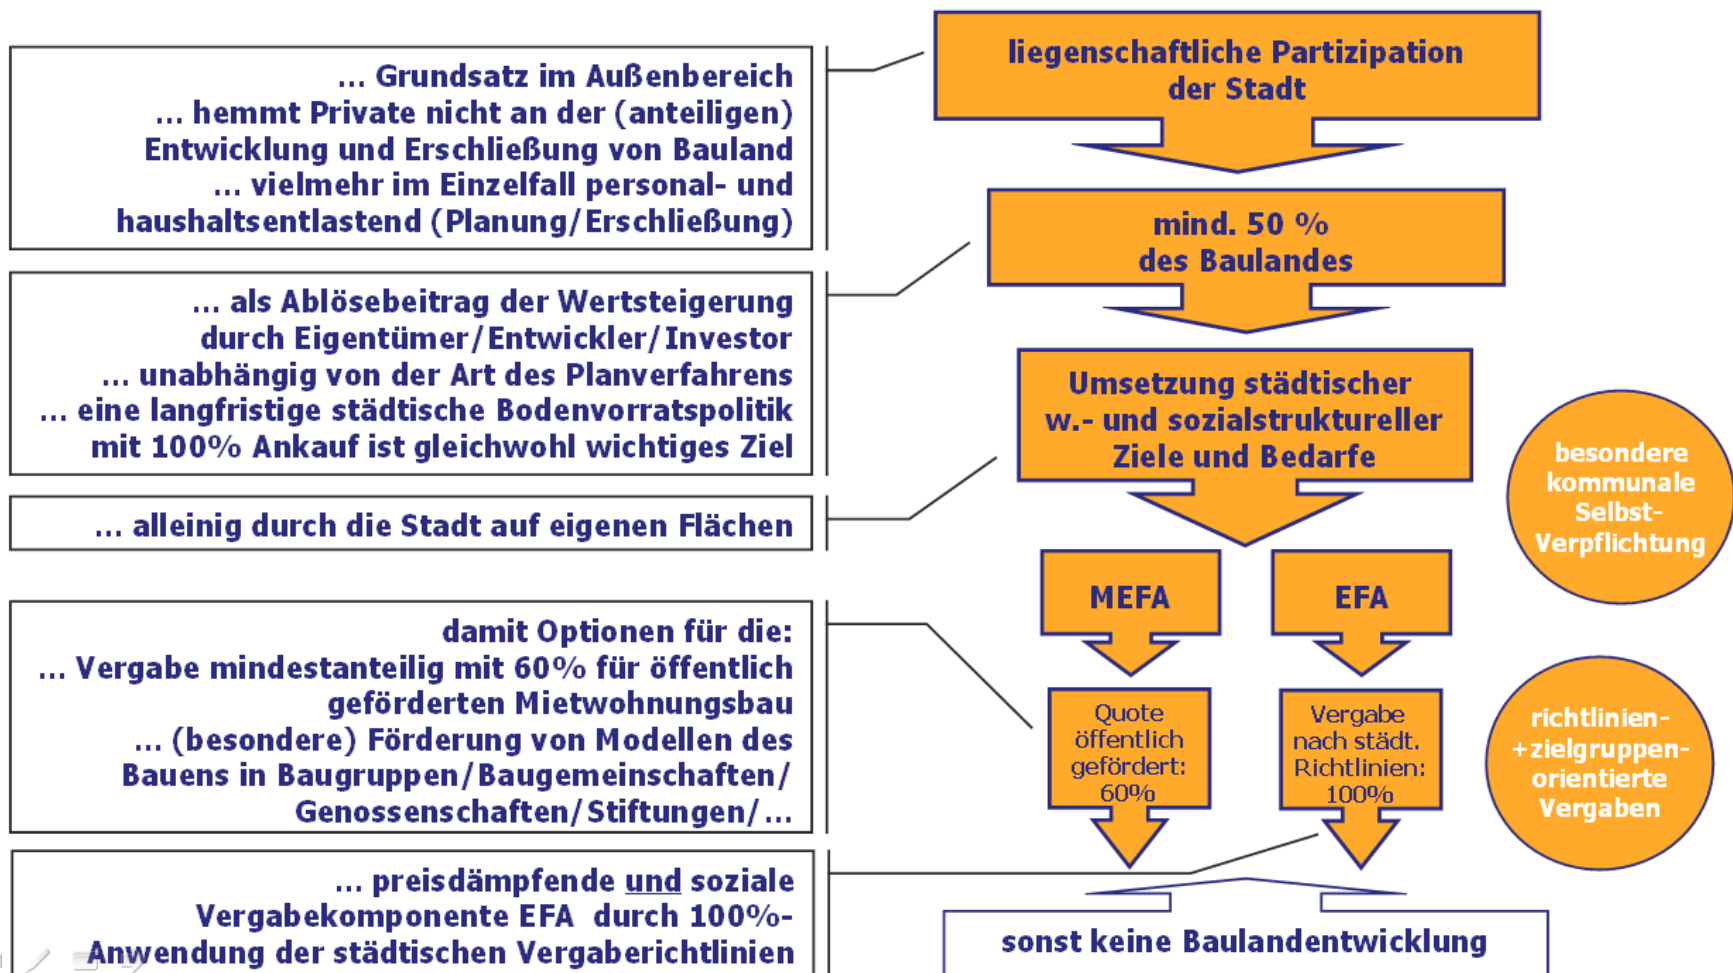 ... Grundsatz im Außenbereich
... hemmt Private nicht an der (anteiligen)
Entwicklung und Erschließung von Bauland
... vielmehr im Einzelfall personal- und
haushaltsentlastend (Planung/Erschließung)
... als Ablösebeitrag der Wertsteigerung
durch Eigentümer/Entwickler/Investor
... unabhängig von der Art des Planverfahrens
... eine langfristige städtische Bodenvorratspolitik
mit 100% Ankauf ist gleichwohl wichtiges Ziel
... alleinig durch die Stadt auf eigenen Flächen
damit Optionen für die:
... Vergabe mindestanteilig mit 60% für öffentlich
geförderten Mietwohnungsbau
... (besondere) Förderung von Modellen des
Bauens in Baugruppen/Baugemeinschaften/
Genossenschaften/Stiftungen/...
... preisdämpfende und soziale
Vergabekomponente EFA durch 100%-
Anwendung der städtischen Vergaberichtlinien
liegenschaftliche Partizipation
der Stadt
mind. 50 %
des Baulandes
Umsetzung städtischer
w.- und sozialstruktureller
Ziele und Bedarfe
MEFA
EFA
Quote
öffentlich
gefördert:
60%
Vergabe
nach städt.
Richtlinien:
100%
sonst keine Baulandentwicklung
besondere
kommunale
Selbst-
Verpflichtung
richtlinien-
+zielgruppen-
orientierte
Vergaben